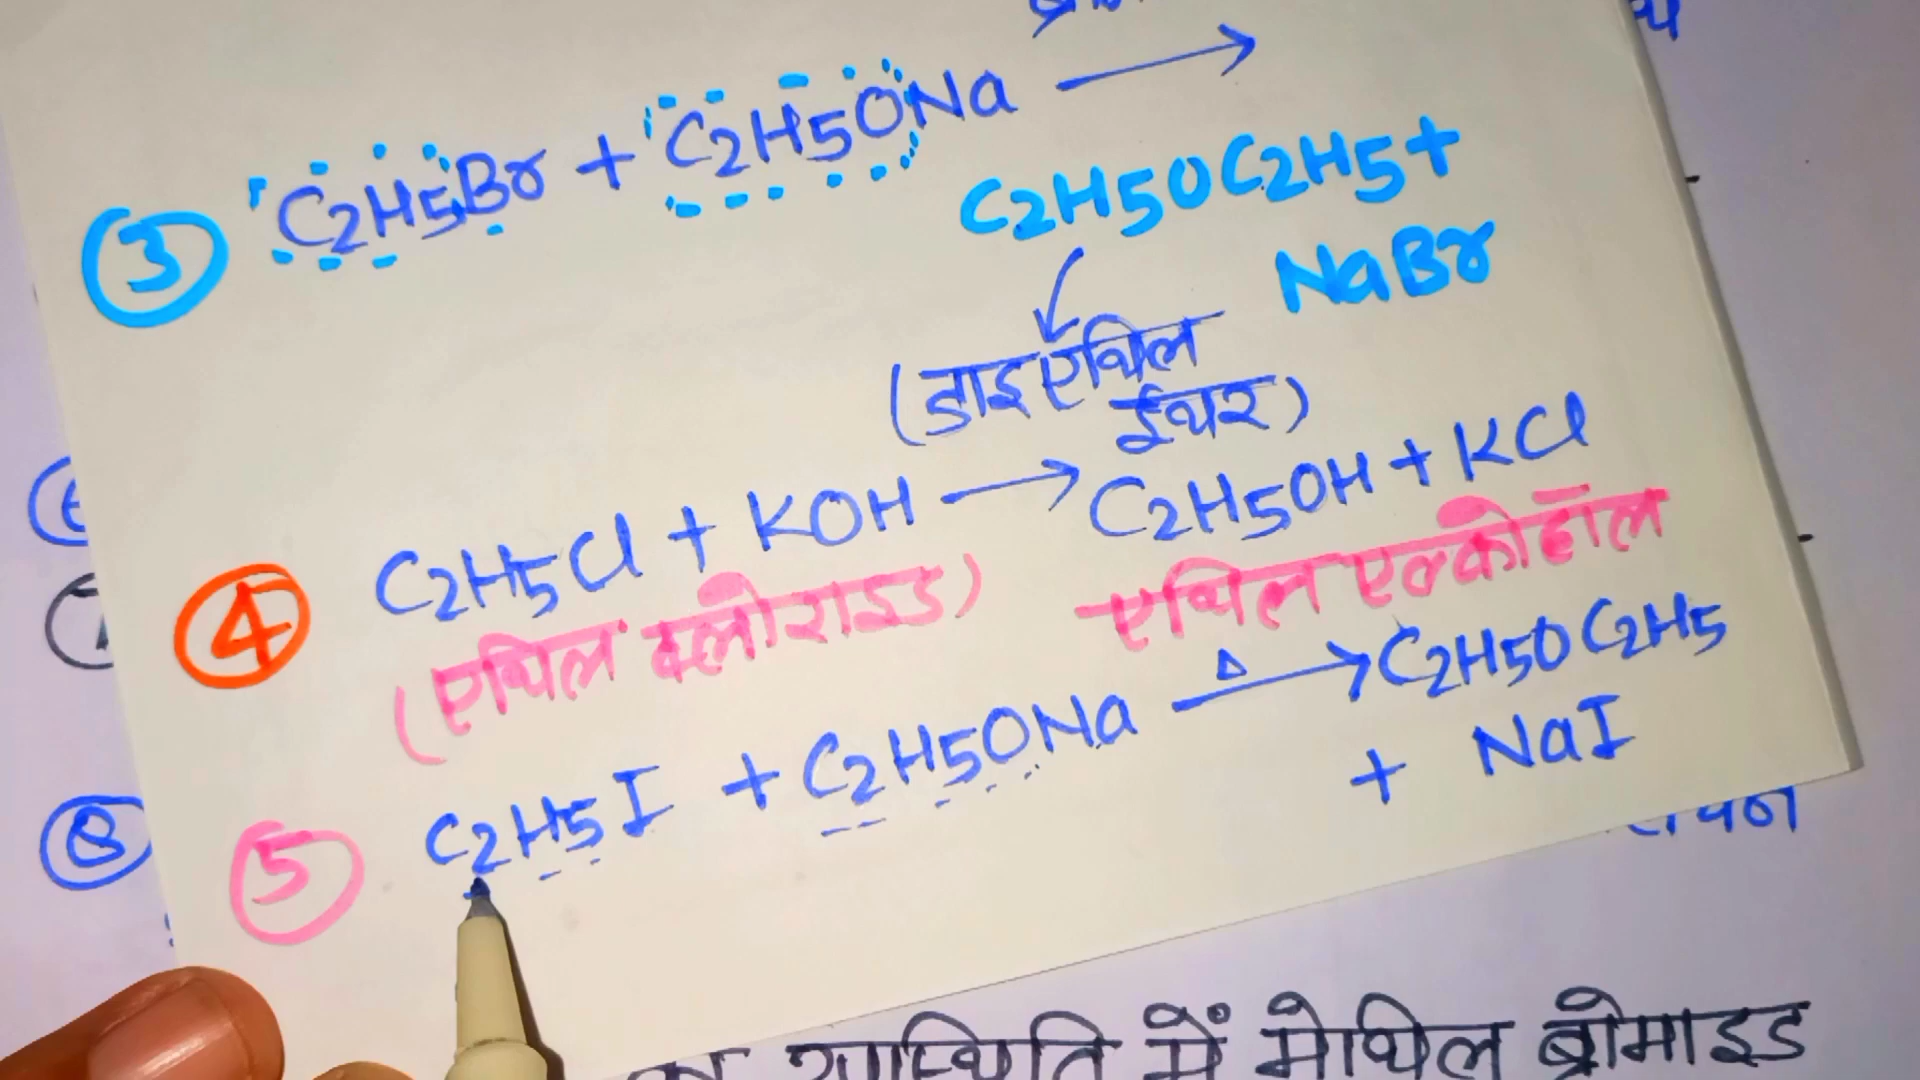 3 C2H5Br + C2H5ONa →
C2H5OC2H5+
NaBr
(डाइएथिल
ईथर)
4 C2H5Cl + KOH → C2H5OH + KCl
(एथिल क्लोराइड) एथिल एल्कोहॉल
5 C2H5I + C2H5ONa Δ→ C2H5OC2H5
+ NaI
8
में मेथिल ब्रोमाइड